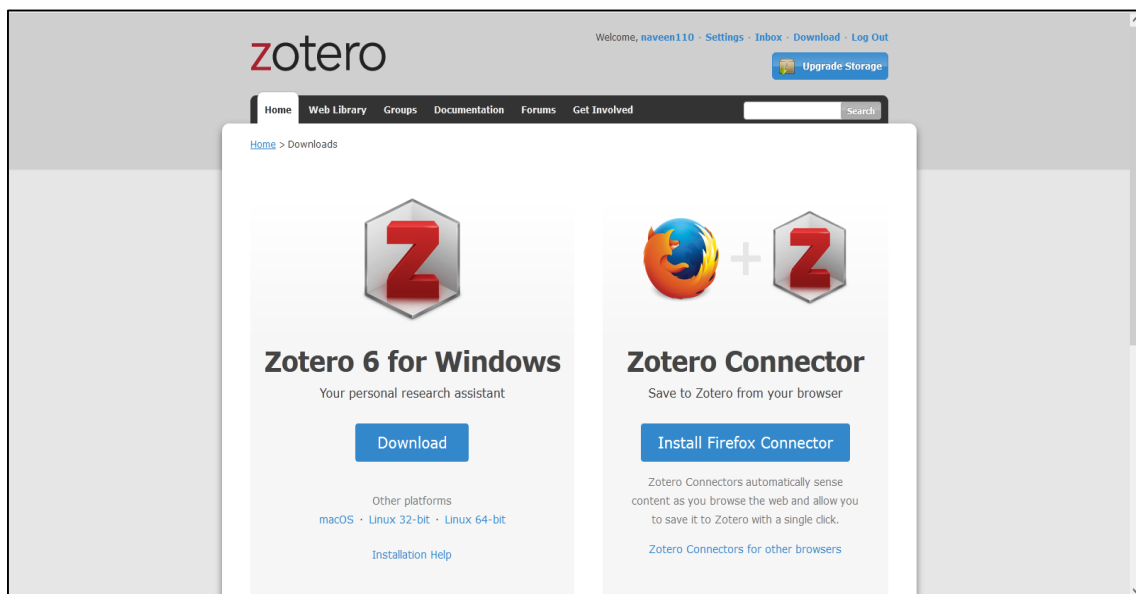 zotero
Welcome, naveen110 · Settings · Inbox · Download · Log Out
Upgrade Storage
Home Web Library Groups Documentation Forums Get Involved Search
Home > Downloads
Z
Z
Zotero 6 for Windows
Your personal research assistant
Download
Other platforms
macOS · Linux 32-bit · Linux 64-bit
Installation Help
Zotero Connector
Save to Zotero from your browser
Install Firefox Connector
Zotero Connectors automatically sense
content as you browse the web and allow you
to save it to Zotero with a single click.
Zotero Connectors for other browsers